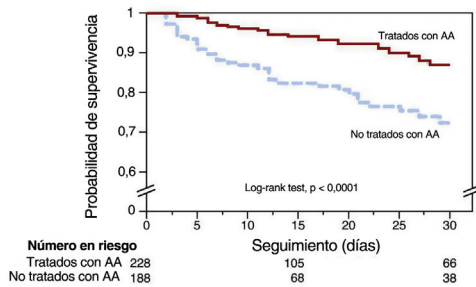 Probabilidad de supervivencia
1
0,9
0,8
0,7
0,6
0
Tratados con AA
No tratados con AA
Log-rank test, p < 0,0001
0 5 10 15 20 25 30
Seguimiento (días)
Número en riesgo
Tratados con AA 228 105 66
No tratados con AA 188 68 38